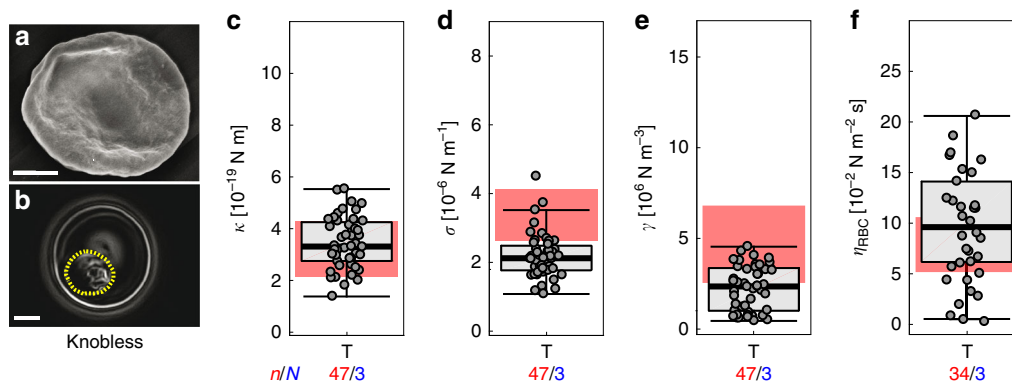 a
b
Knobless
c
κ [10⁻¹⁹ N m]
12
10
8
6
4
2
0
T
n/N 47/3
d
σ [10⁻⁶ N m⁻¹]
8
6
4
2
0
T
47/3
e
γ [10⁶ N m⁻³]
15
10
5
0
T
47/3
f
ηRBC [10⁻² N m⁻² s]
25
20
15
10
5
0
T
34/3